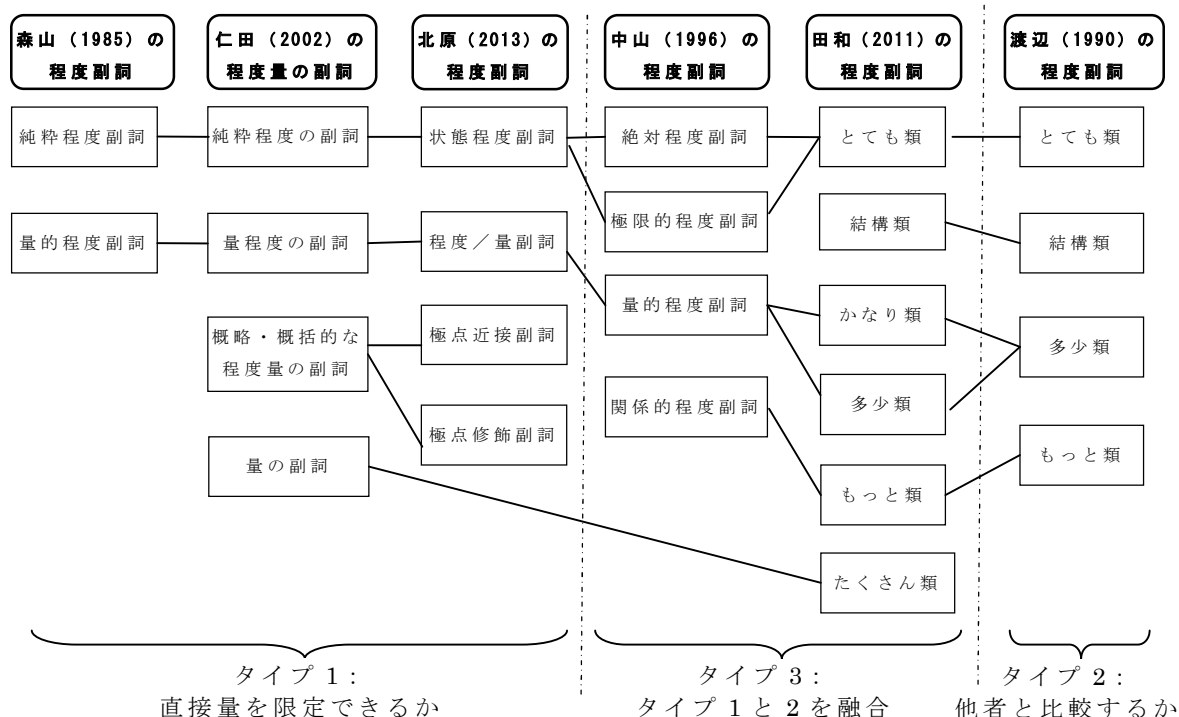 森山（1985）の
程度副詞
仁田（2002）の
程度量の副詞
北原（2013）の
程度副詞
中山（1996）の
程度副詞
田和（2011）の
程度副詞
渡辺（1990）の
程度副詞
純粋程度副詞
純粋程度の副詞
状態程度副詞
絶対程度副詞
とても類
とても類
極限的程度副詞
量的程度副詞
量程度の副詞
程度／量副詞
結構類
結構類
量的程度副詞
かなり類
概略・概括的な
程度量の副詞
極点近接副詞
多少類
関係的程度副詞
多少類
極点修飾副詞
量の副詞
もっと類
もっと類
たくさん類
タイプ1：
直接量を限定できるか
タイプ3：
タイプ1と2を融合
タイプ2：
他者と比較するか